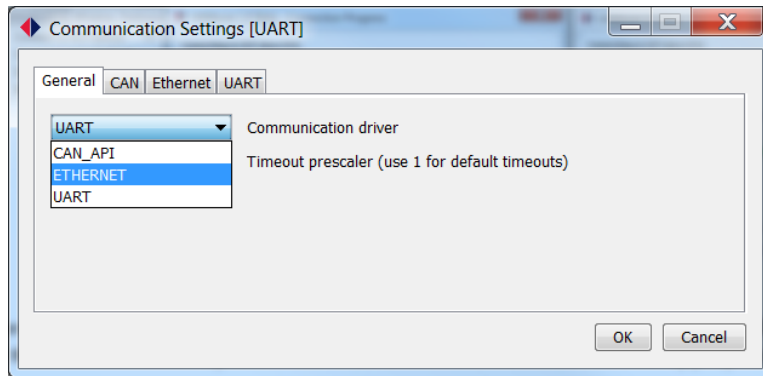 Communication Settings [UART]
General CAN Ethernet UART
UART Communication driver
CAN_API
Timeout prescaler (use 1 for default timeouts)
ETHERNET
UART
OK Cancel